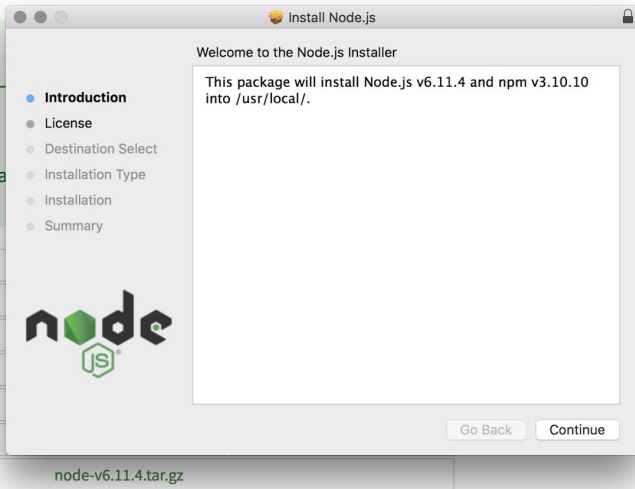 Install Node.js
Welcome to the Node.js Installer
Introduction
License
Destination Select
Installation Type
Installation
Summary
This package will install Node.js v6.11.4 and npm v3.10.10
into /usr/local/.
node
JS®
Go Back
Continue
node-v6.11.4.tar.gz